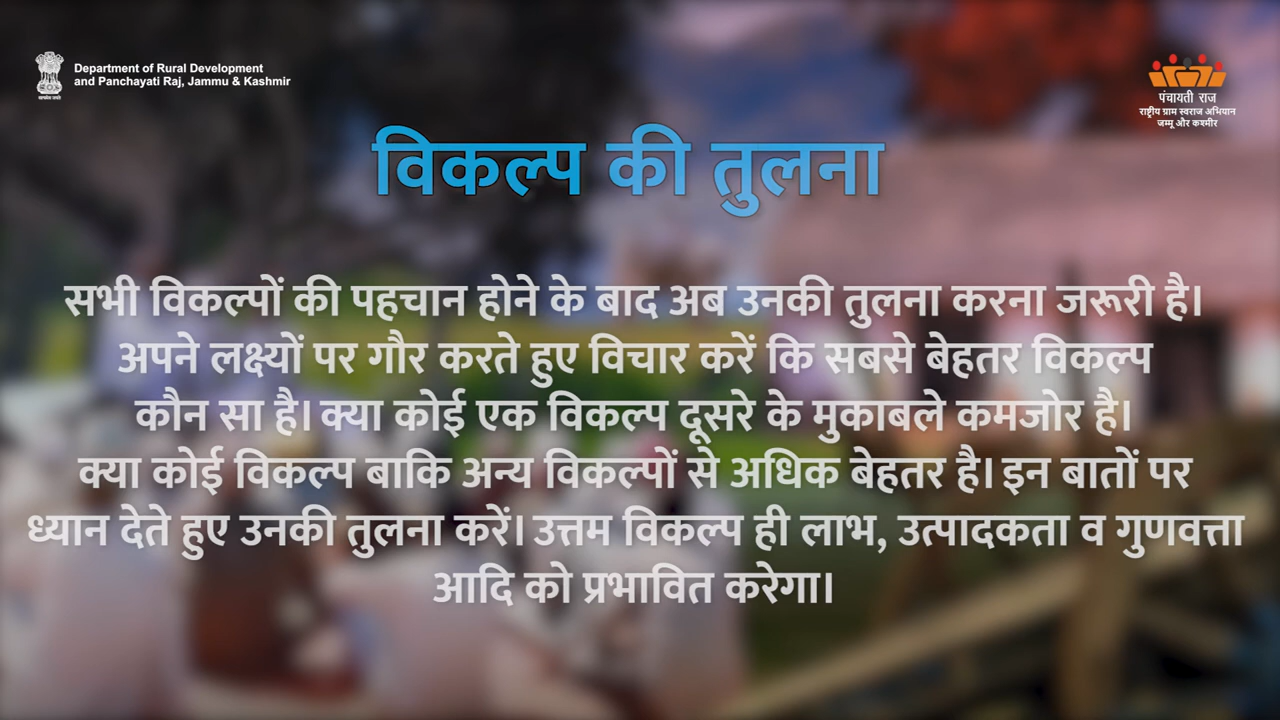 Department of Rural Development
and Panchayati Raj, Jammu & Kashmir
पंचायती राज
राष्ट्रीय ग्राम स्वराज अभियान
जम्मू और कश्मीर
विकल्प की तुलना
सभी विकल्पों की पहचान होने के बाद अब उनकी तुलना करना जरूरी है।
अपने लक्ष्यों पर गौर करते हुए विचार करें कि सबसे बेहतर विकल्प
कौन सा है। क्या कोई एक विकल्प दूसरे के मुकाबले कमजोर है।
क्या कोई विकल्प बाकि अन्य विकल्पों से अधिक बेहतर है। इन बातों पर
ध्यान देते हुए उनकी तुलना करें। उत्तम विकल्प ही लाभ, उत्पादकता व गुणवत्ता
आदि को प्रभावित करेगा।